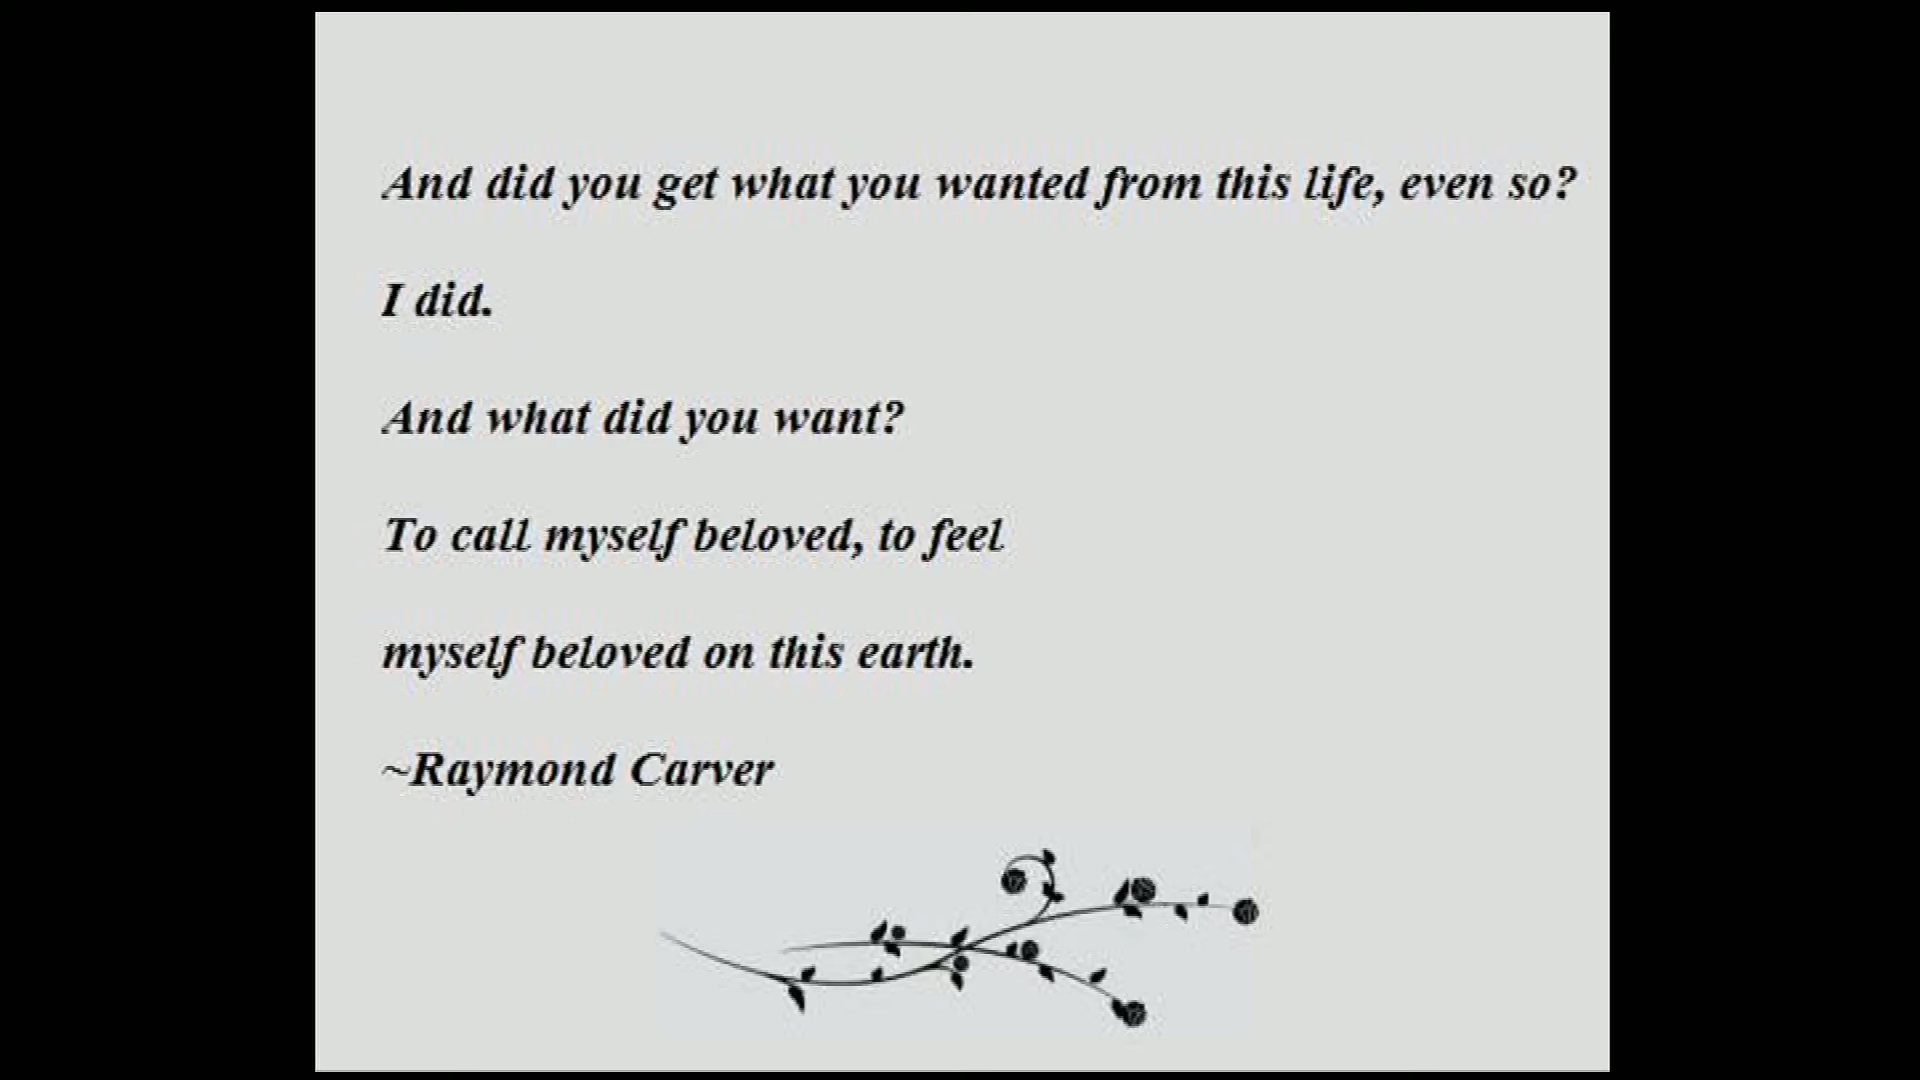 And did you get what you wanted from this life, even so?
I did.
And what did you want?
To call myself beloved, to feel
myself beloved on this earth.
~Raymond Carver